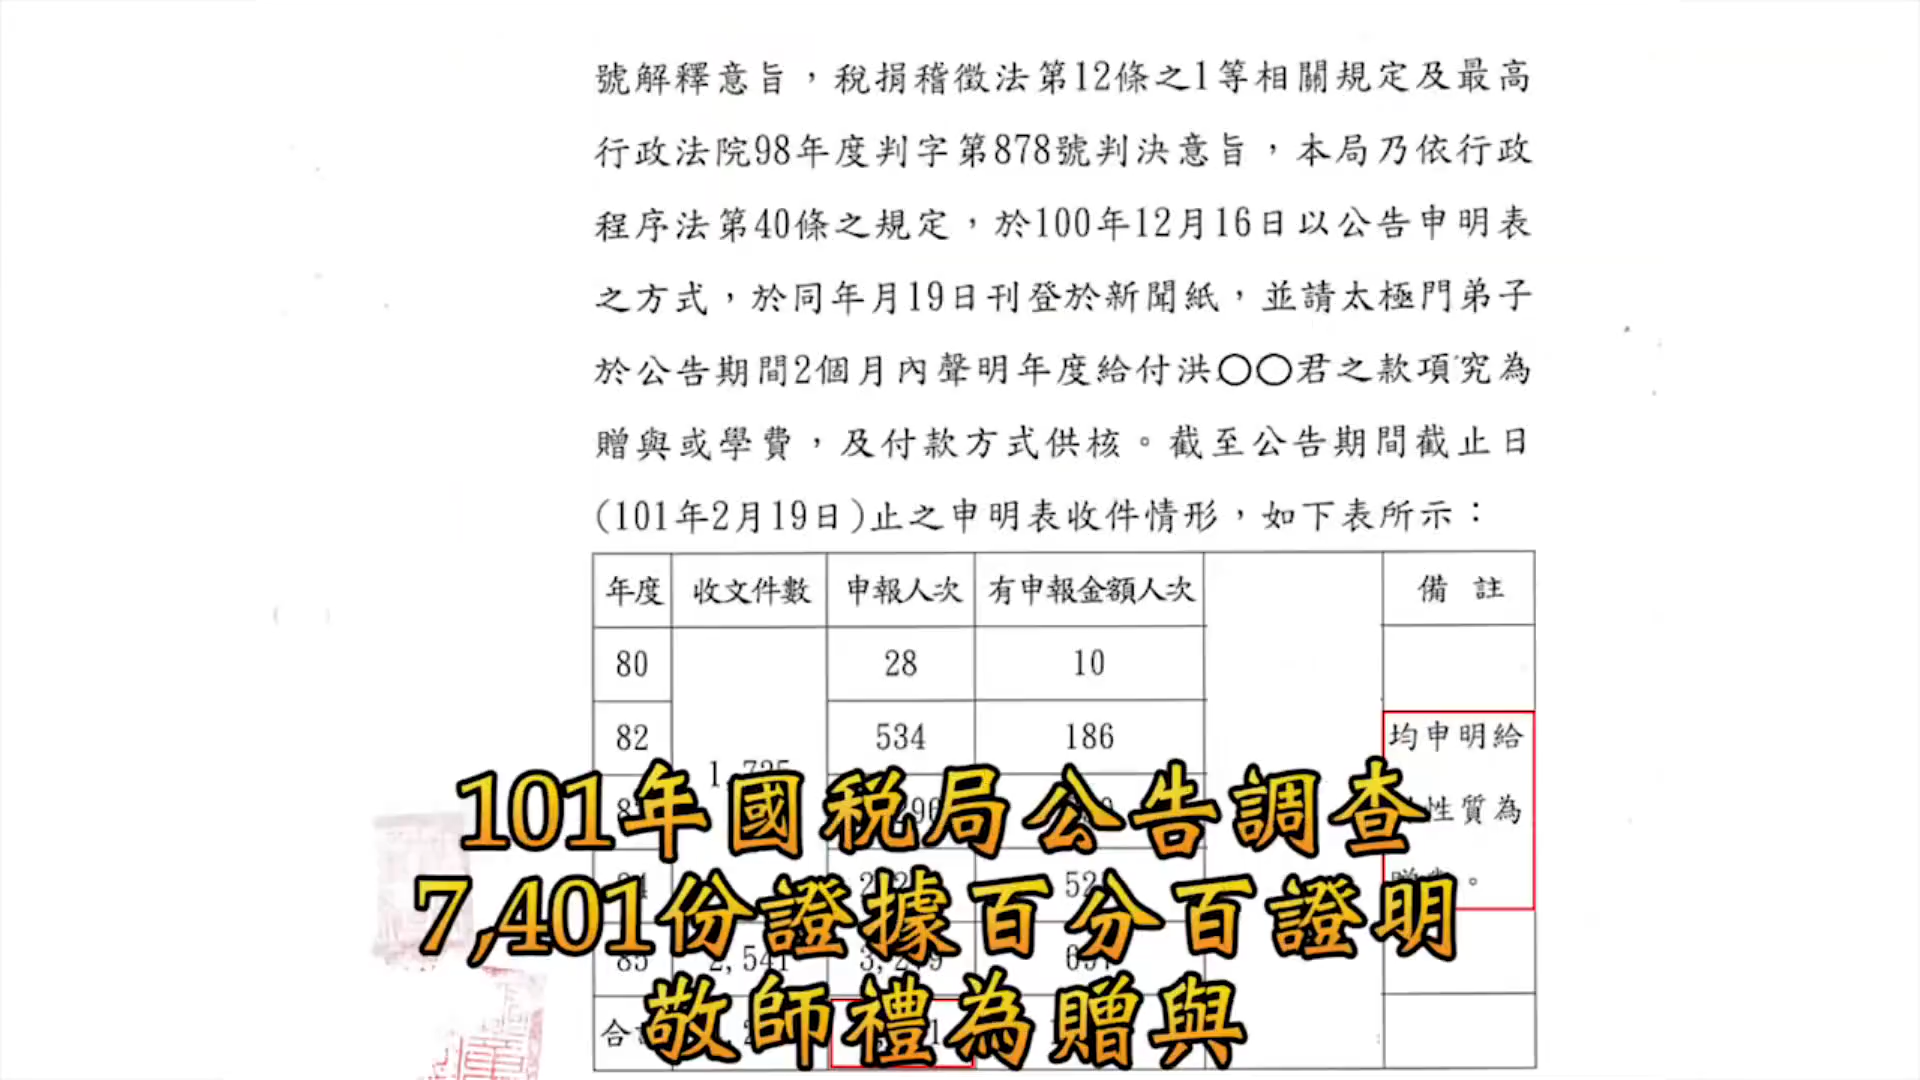 號解釋意旨，稅捐稽徵法第12條之1等相關規定及最高
行政法院98年度判字第878號判決意旨，本局乃依行政
程序法第40條之規定，於100年12月16日以公告申明表
之方式，於同年月19日刊登於新聞紙，並請太極門弟子
於公告期間2個月內聲明年度給付洪〇〇君之款項究為
贈與或學費，及付款方式供核。截至公告期間截止日
(101年2月19日)止之申明表收件情形，如下表所示：
年度 收文件數 申報人次 有申報金額人次 備註
80 28 10
82 534 186 均申明給
性質為
85 2,541
101年國稅局公告調查
7,401份證據百分百證明
敬師禮為贈與